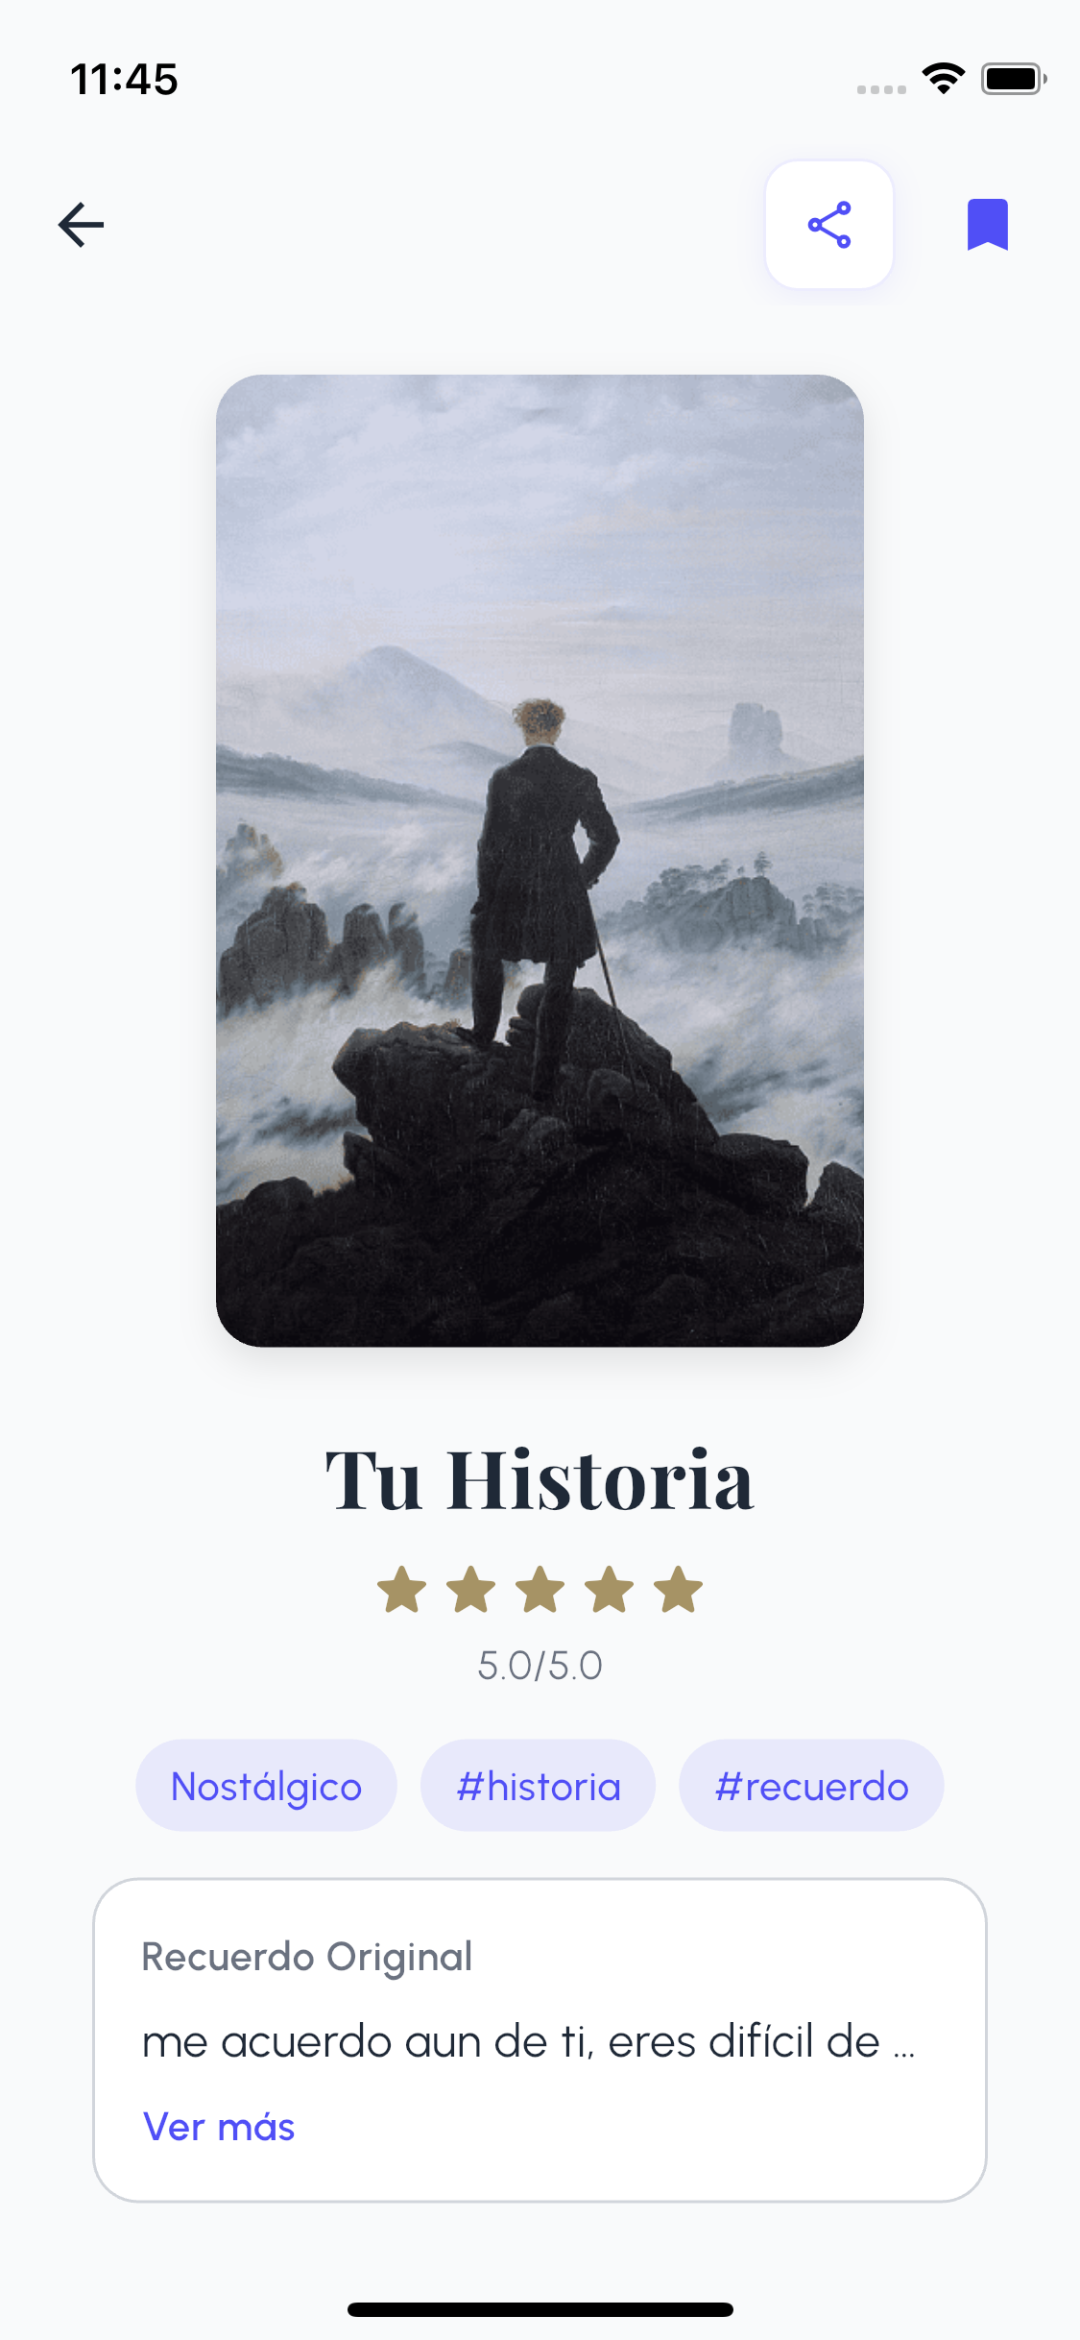 11:45
Tu Historia
5.0/5.0
Nostálgico #historia #recuerdo
Recuerdo Original
me acuerdo aun de ti, eres difícil de ...
Ver más